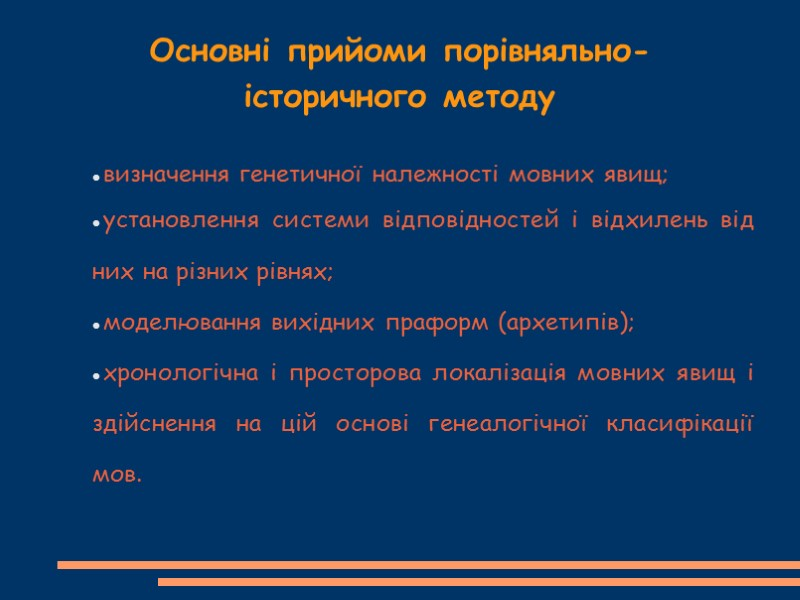 Основні прийоми порівняльно-
історичного методу
●визначення генетичної належності мовних явищ;
●установлення системи відповідностей і відхилень від
них на різних рівнях;
●моделювання вихідних праформ (архетипів);
●хронологічна і просторова локалізація мовних явищ і
здійснення на цій основі генеалогічної класифікації
мов.